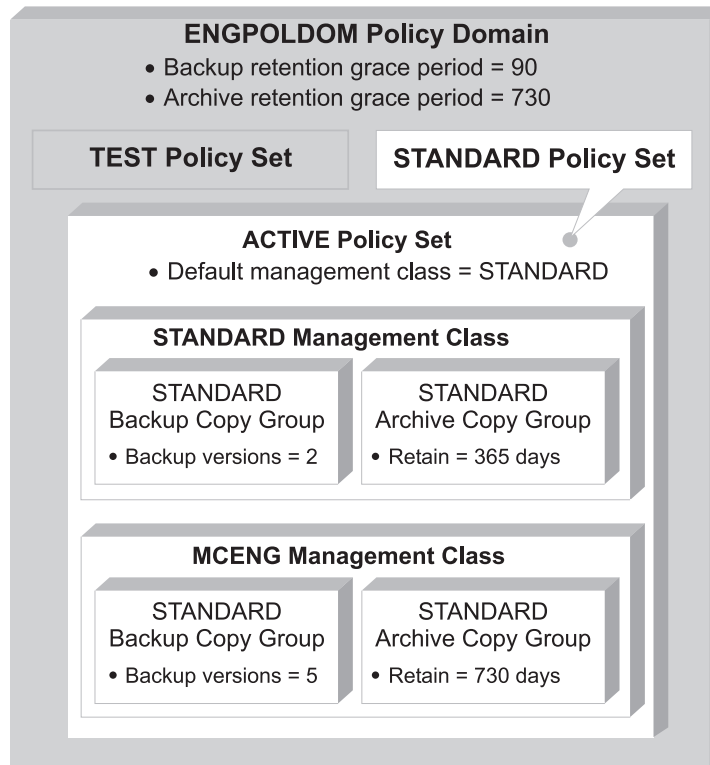 ENGPOLDOM Policy Domain
• Backup retention grace period = 90
• Archive retention grace period = 730
TEST Policy Set
STANDARD Policy Set
ACTIVE Policy Set
• Default management class = STANDARD
STANDARD Management Class
STANDARD
Backup Copy Group
• Backup versions = 2
STANDARD
Archive Copy Group
• Retain = 365 days
MCENG Management Class
STANDARD
Backup Copy Group
• Backup versions = 5
STANDARD
Archive Copy Group
• Retain = 730 days